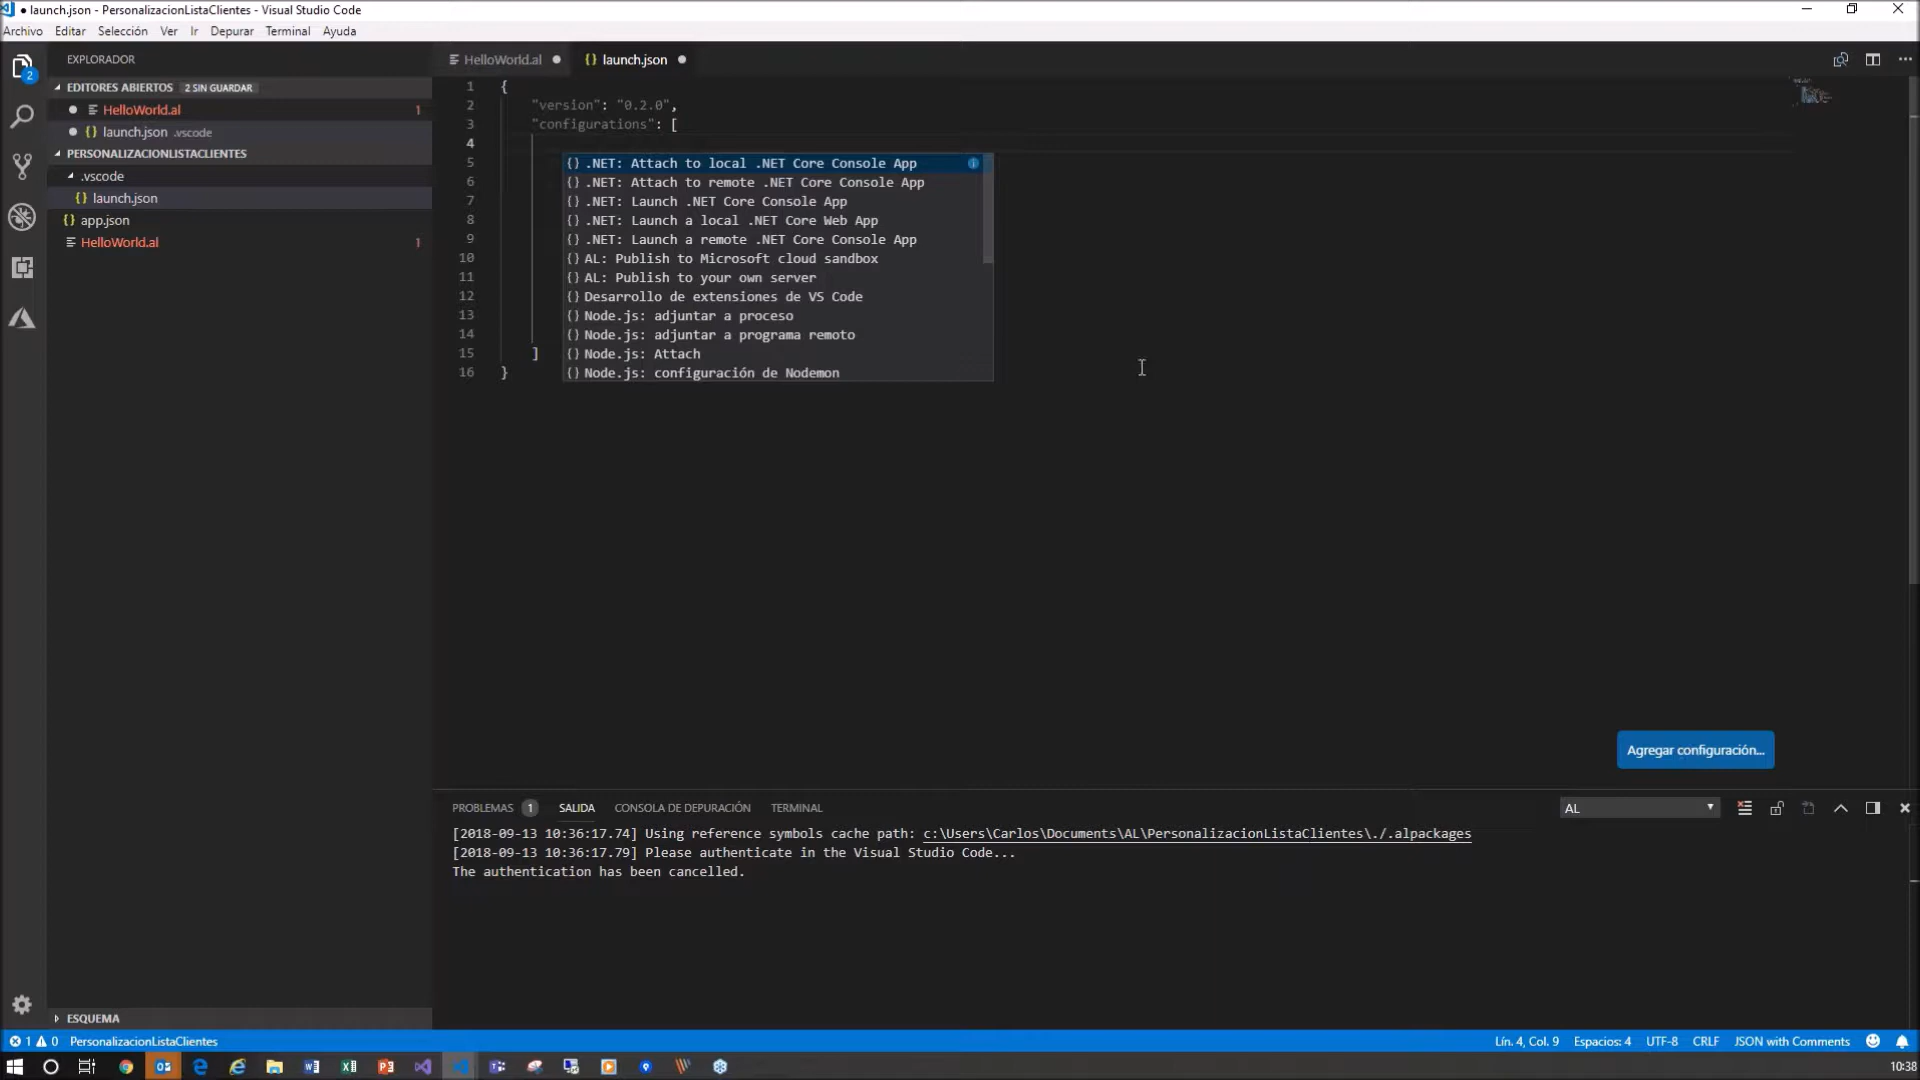 ● launch.json - PersonalizacionListaClientes - Visual Studio Code
Archivo Editar Selección Ver Ir Depurar Terminal Ayuda
EXPLORADOR
EDITORES ABIERTOS 2 SIN GUARDAR
HelloWorld.al 1
{} launch.json .vscode
PERSONALIZACIONLISTACLIENTES
.vscode
{} launch.json
{} app.json
HelloWorld.al 1
ESQUEMA
2
HelloWorld.al ● {} launch.json ●
1 {
2 "version": "0.2.0",
3 "configurations": [
4
5
6
7
8
9
10
11
12
13
14
15 ]
16 }
{} .NET: Attach to local .NET Core Console App
{} .NET: Attach to remote .NET Core Console App
{} .NET: Launch .NET Core Console App
{} .NET: Launch a local .NET Core Web App
{} .NET: Launch a remote .NET Core Console App
{} AL: Publish to Microsoft cloud sandbox
{} AL: Publish to your own server
{} Desarrollo de extensiones de VS Code
{} Node.js: adjuntar a proceso
{} Node.js: adjuntar a programa remoto
{} Node.js: Attach
{} Node.js: configuración de Nodemon
Agregar configuración...
PROBLEMAS 1 SALIDA CONSOLA DE DEPURACIÓN TERMINAL AL
[2018-09-13 10:36:17.74] Using reference symbols cache path: c:\Users\Carlos\Documents\AL\PersonalizacionListaClientes\./.alpackages
[2018-09-13 10:36:17.79] Please authenticate in the Visual Studio Code...
The authentication has been cancelled.
1 0 PersonalizacionListaClientes Lín. 4, Col. 9 Espacios: 4 UTF-8 CRLF JSON with Comments
10:38